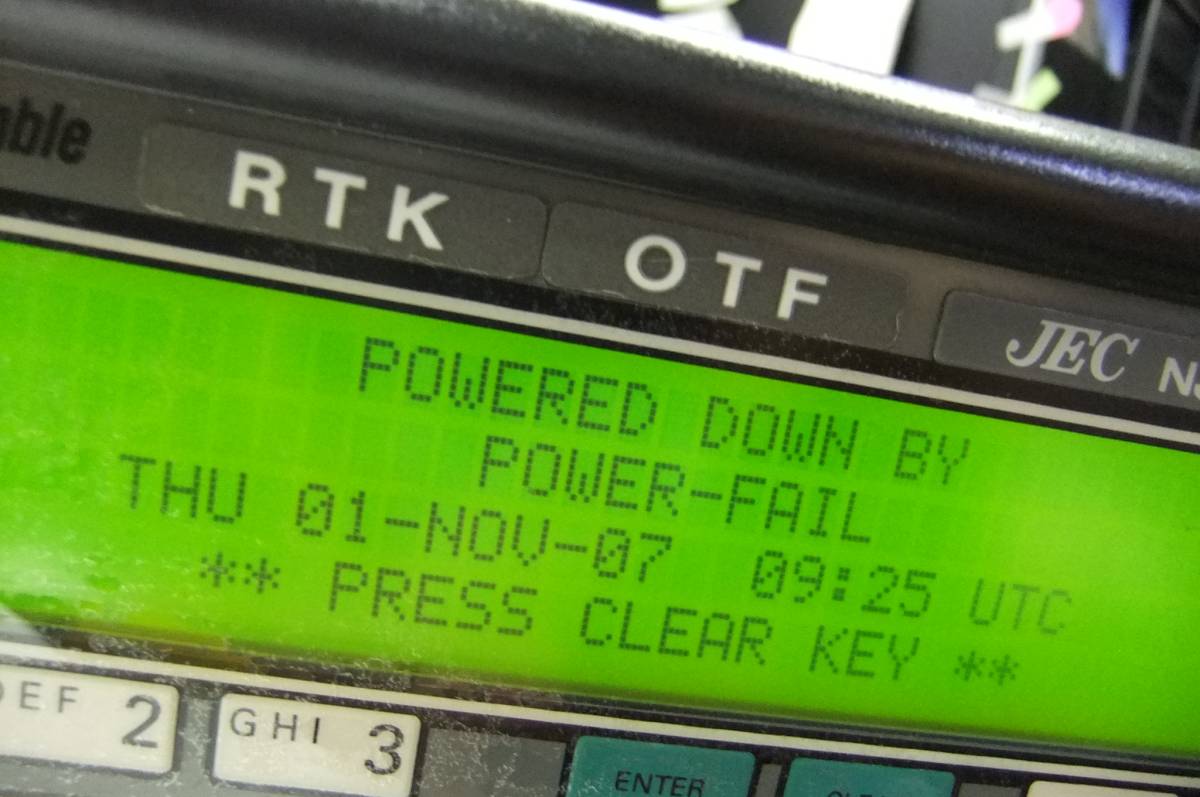 RTK OTF
JEC
POWERED DOWN BY
POWER-FAIL
THU 01-NOV-07 09:25 UTC
** PRESS CLEAR KEY **
DEF 2 GHI 3
ENTER